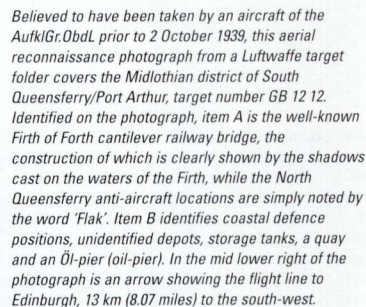 Believed to have been taken by an aircraft of the
AufklGr.ObdL prior to 2 October 1939, this aerial
reconnaissance photograph from a Luftwaffe target
folder covers the Midlothian district of South
Queensferry/Port Arthur, target number GB 12 12.
Identified on the photograph, item A is the well-known
Firth of Forth cantilever railway bridge, the
construction of which is clearly shown by the shadows
cast on the waters of the Firth, while the North
Queensferry anti-aircraft locations are simply noted by
the word 'Flak'. Item B identifies coastal defence
positions, unidentified depots, storage tanks, a quay
and an Öl-pier (oil-pier). In the mid lower right of the
photograph is an arrow showing the flight line to
Edinburgh, 13 km (8.07 miles) to the south-west.